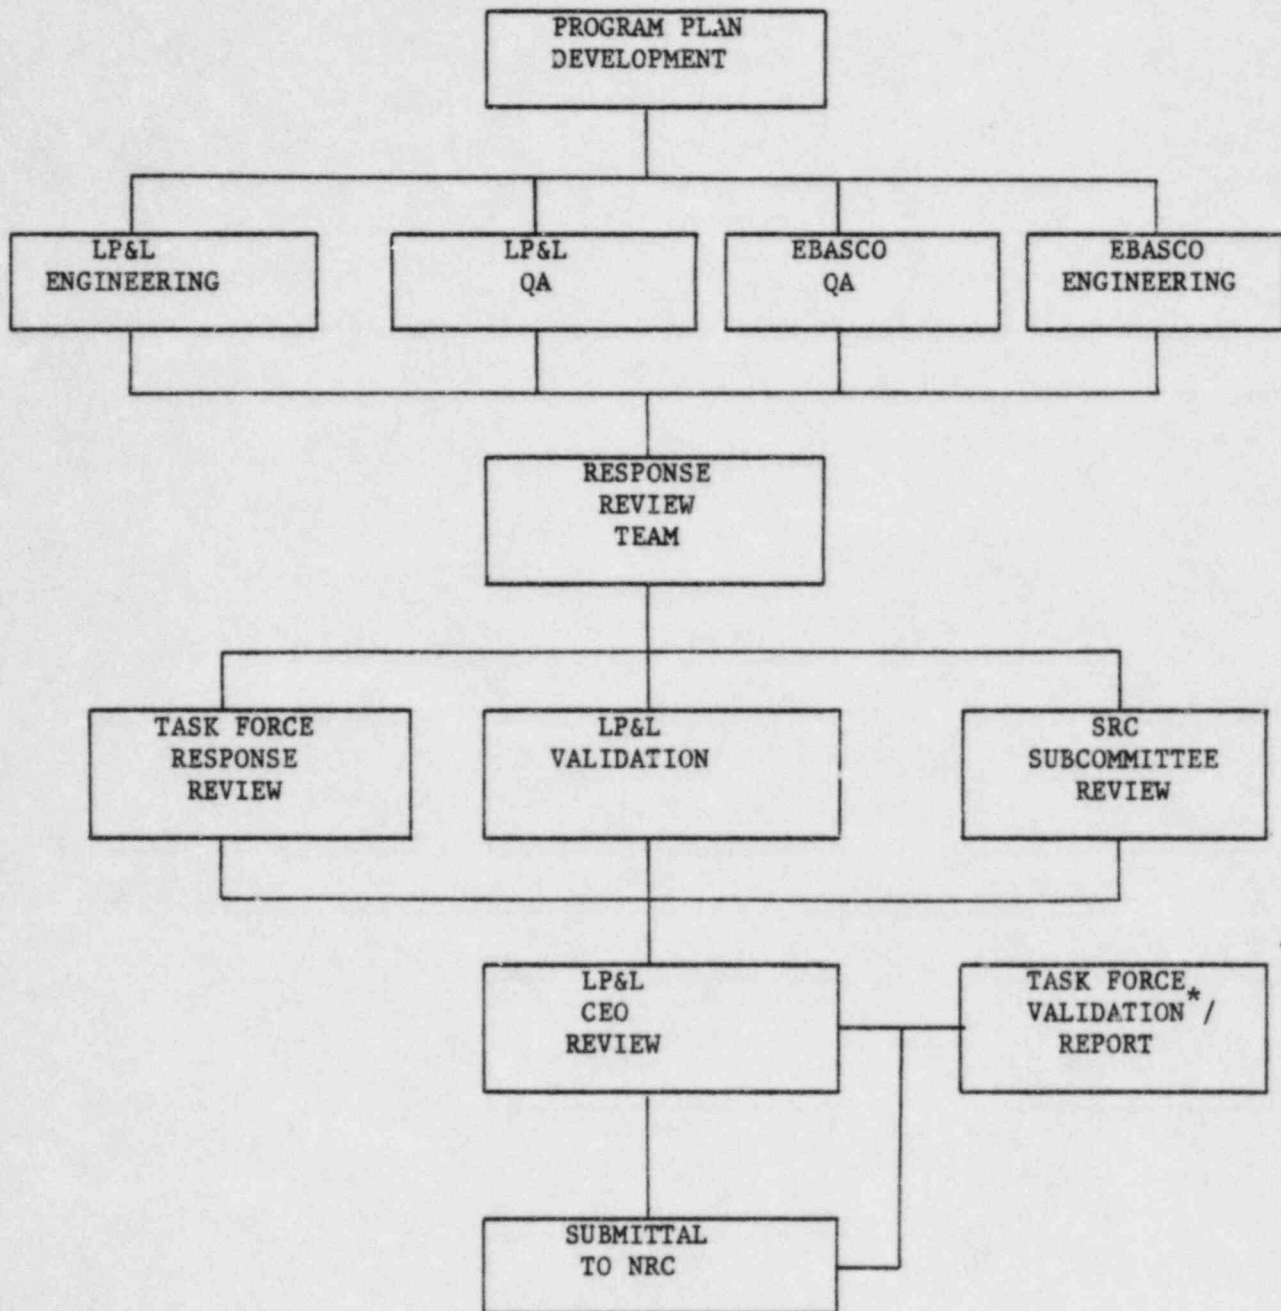 PROGRAM PLAN
DEVELOPMENT
LP&L
ENGINEERING
LP&L
QA
EBASCO
QA
EBASCO
ENGINEERING
RESPONSE
REVIEW
TEAM
TASK FORCE
RESPONSE
REVIEW
LP&L
VALIDATION
SRC
SUBCOMMITTEE
REVIEW
LP&L
CEO
REVIEW
TASK FORCE
VALIDATION*/
REPORT
SUBMITTAL
TO NRC